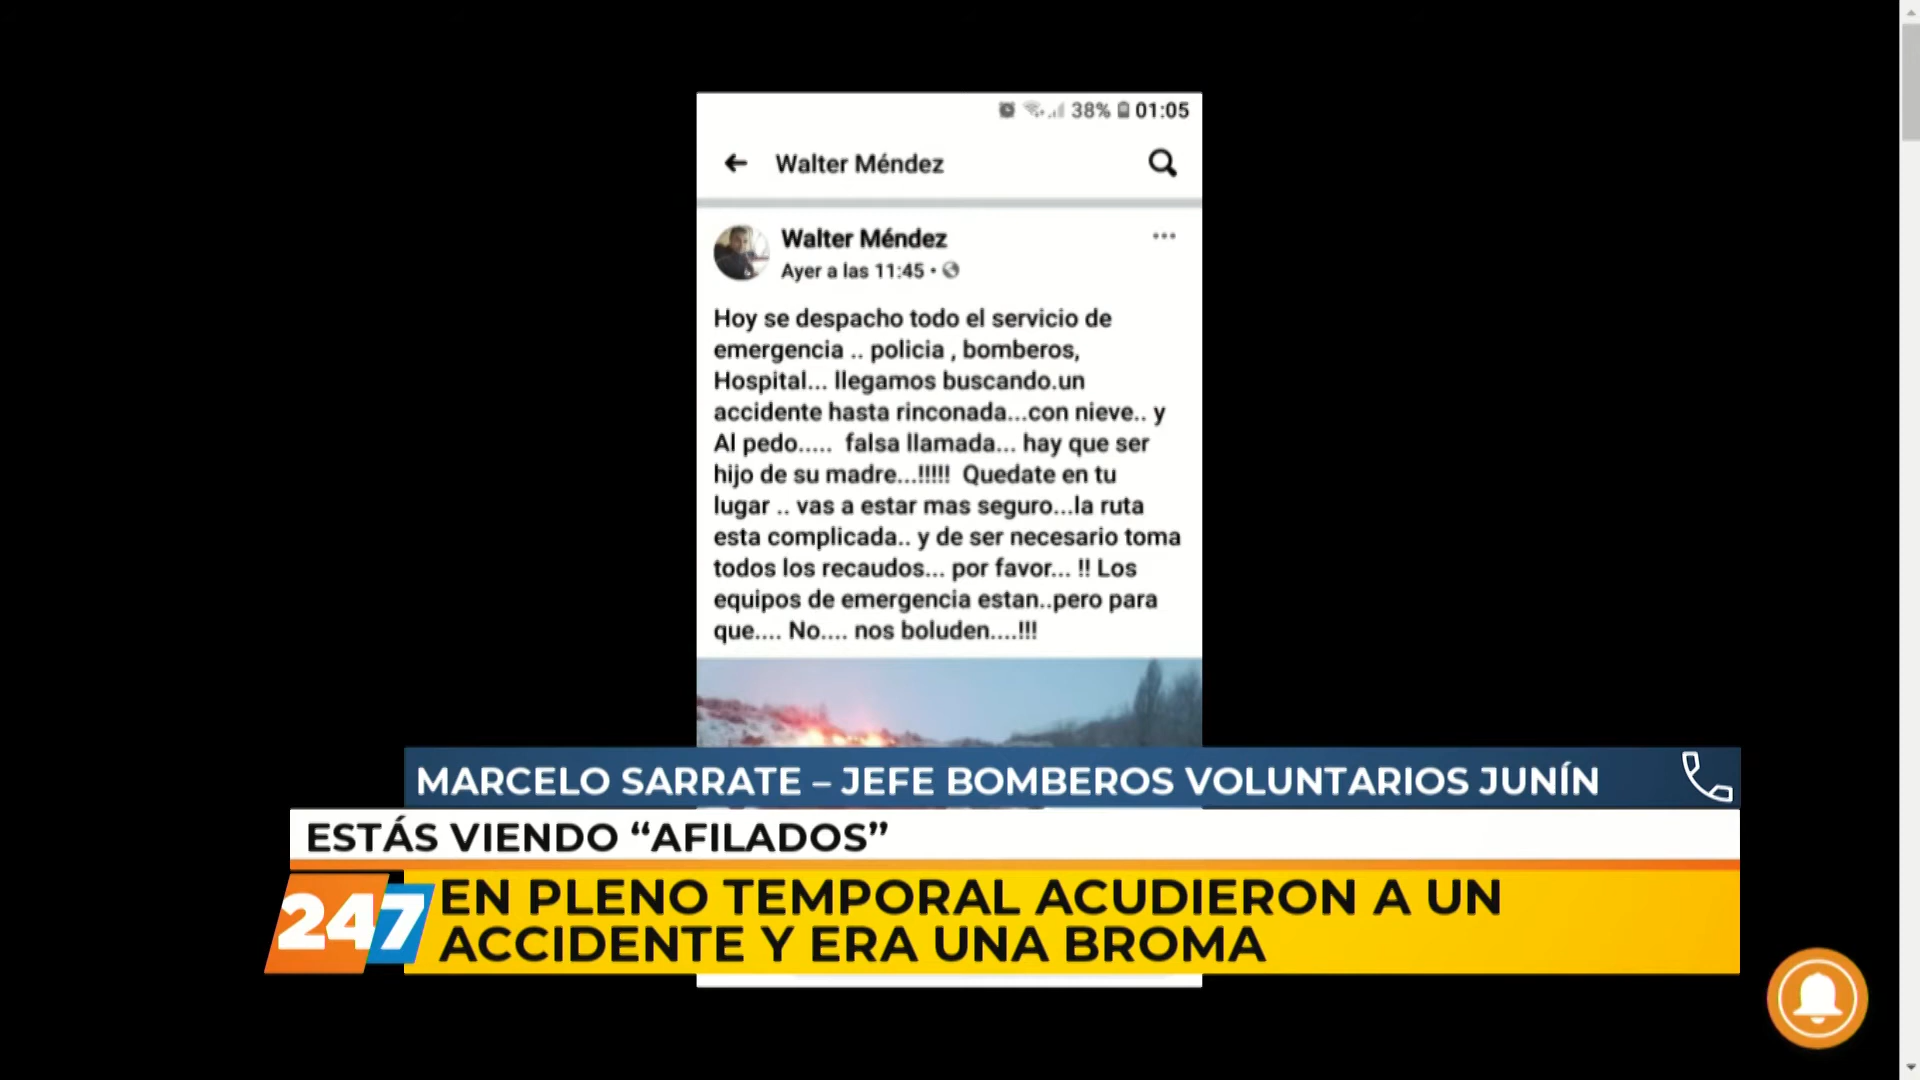 38% 01:05
Walter Méndez
Walter Méndez
Ayer a las 11:45
Hoy se despacho todo el servicio de
emergencia .. policia , bomberos,
Hospital... llegamos buscando.un
accidente hasta rinconada...con nieve.. y
Al pedo..... falsa llamada... hay que ser
hijo de su madre...!!!!! Quedate en tu
lugar .. vas a estar mas seguro...la ruta
esta complicada.. y de ser necesario toma
todos los recaudos... por favor... !! Los
equipos de emergencia estan..pero para
que.... No.... nos boluden....!!!
MARCELO SARRATE – JEFE BOMBEROS VOLUNTARIOS JUNÍN
ESTÁS VIENDO “AFILADOS”
247
EN PLENO TEMPORAL ACUDIERON A UN
ACCIDENTE Y ERA UNA BROMA